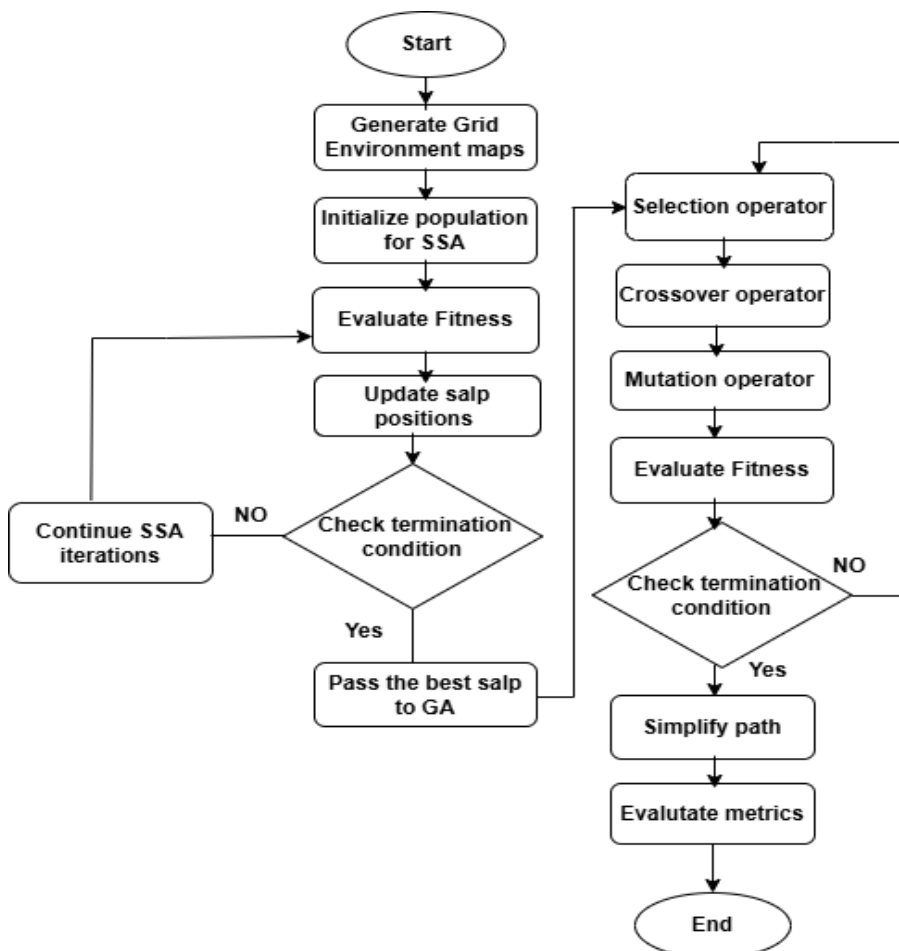 Start
Generate Grid
Environment maps
Initialize population
for SSA
Evaluate Fitness
Update salp
positions
Check termination
condition
NO
Continue SSA
iterations
Yes
Pass the best salp
to GA
Selection operator
Crossover operator
Mutation operator
Evaluate Fitness
Check termination
condition
NO
Yes
Simplify path
Evalutate metrics
End